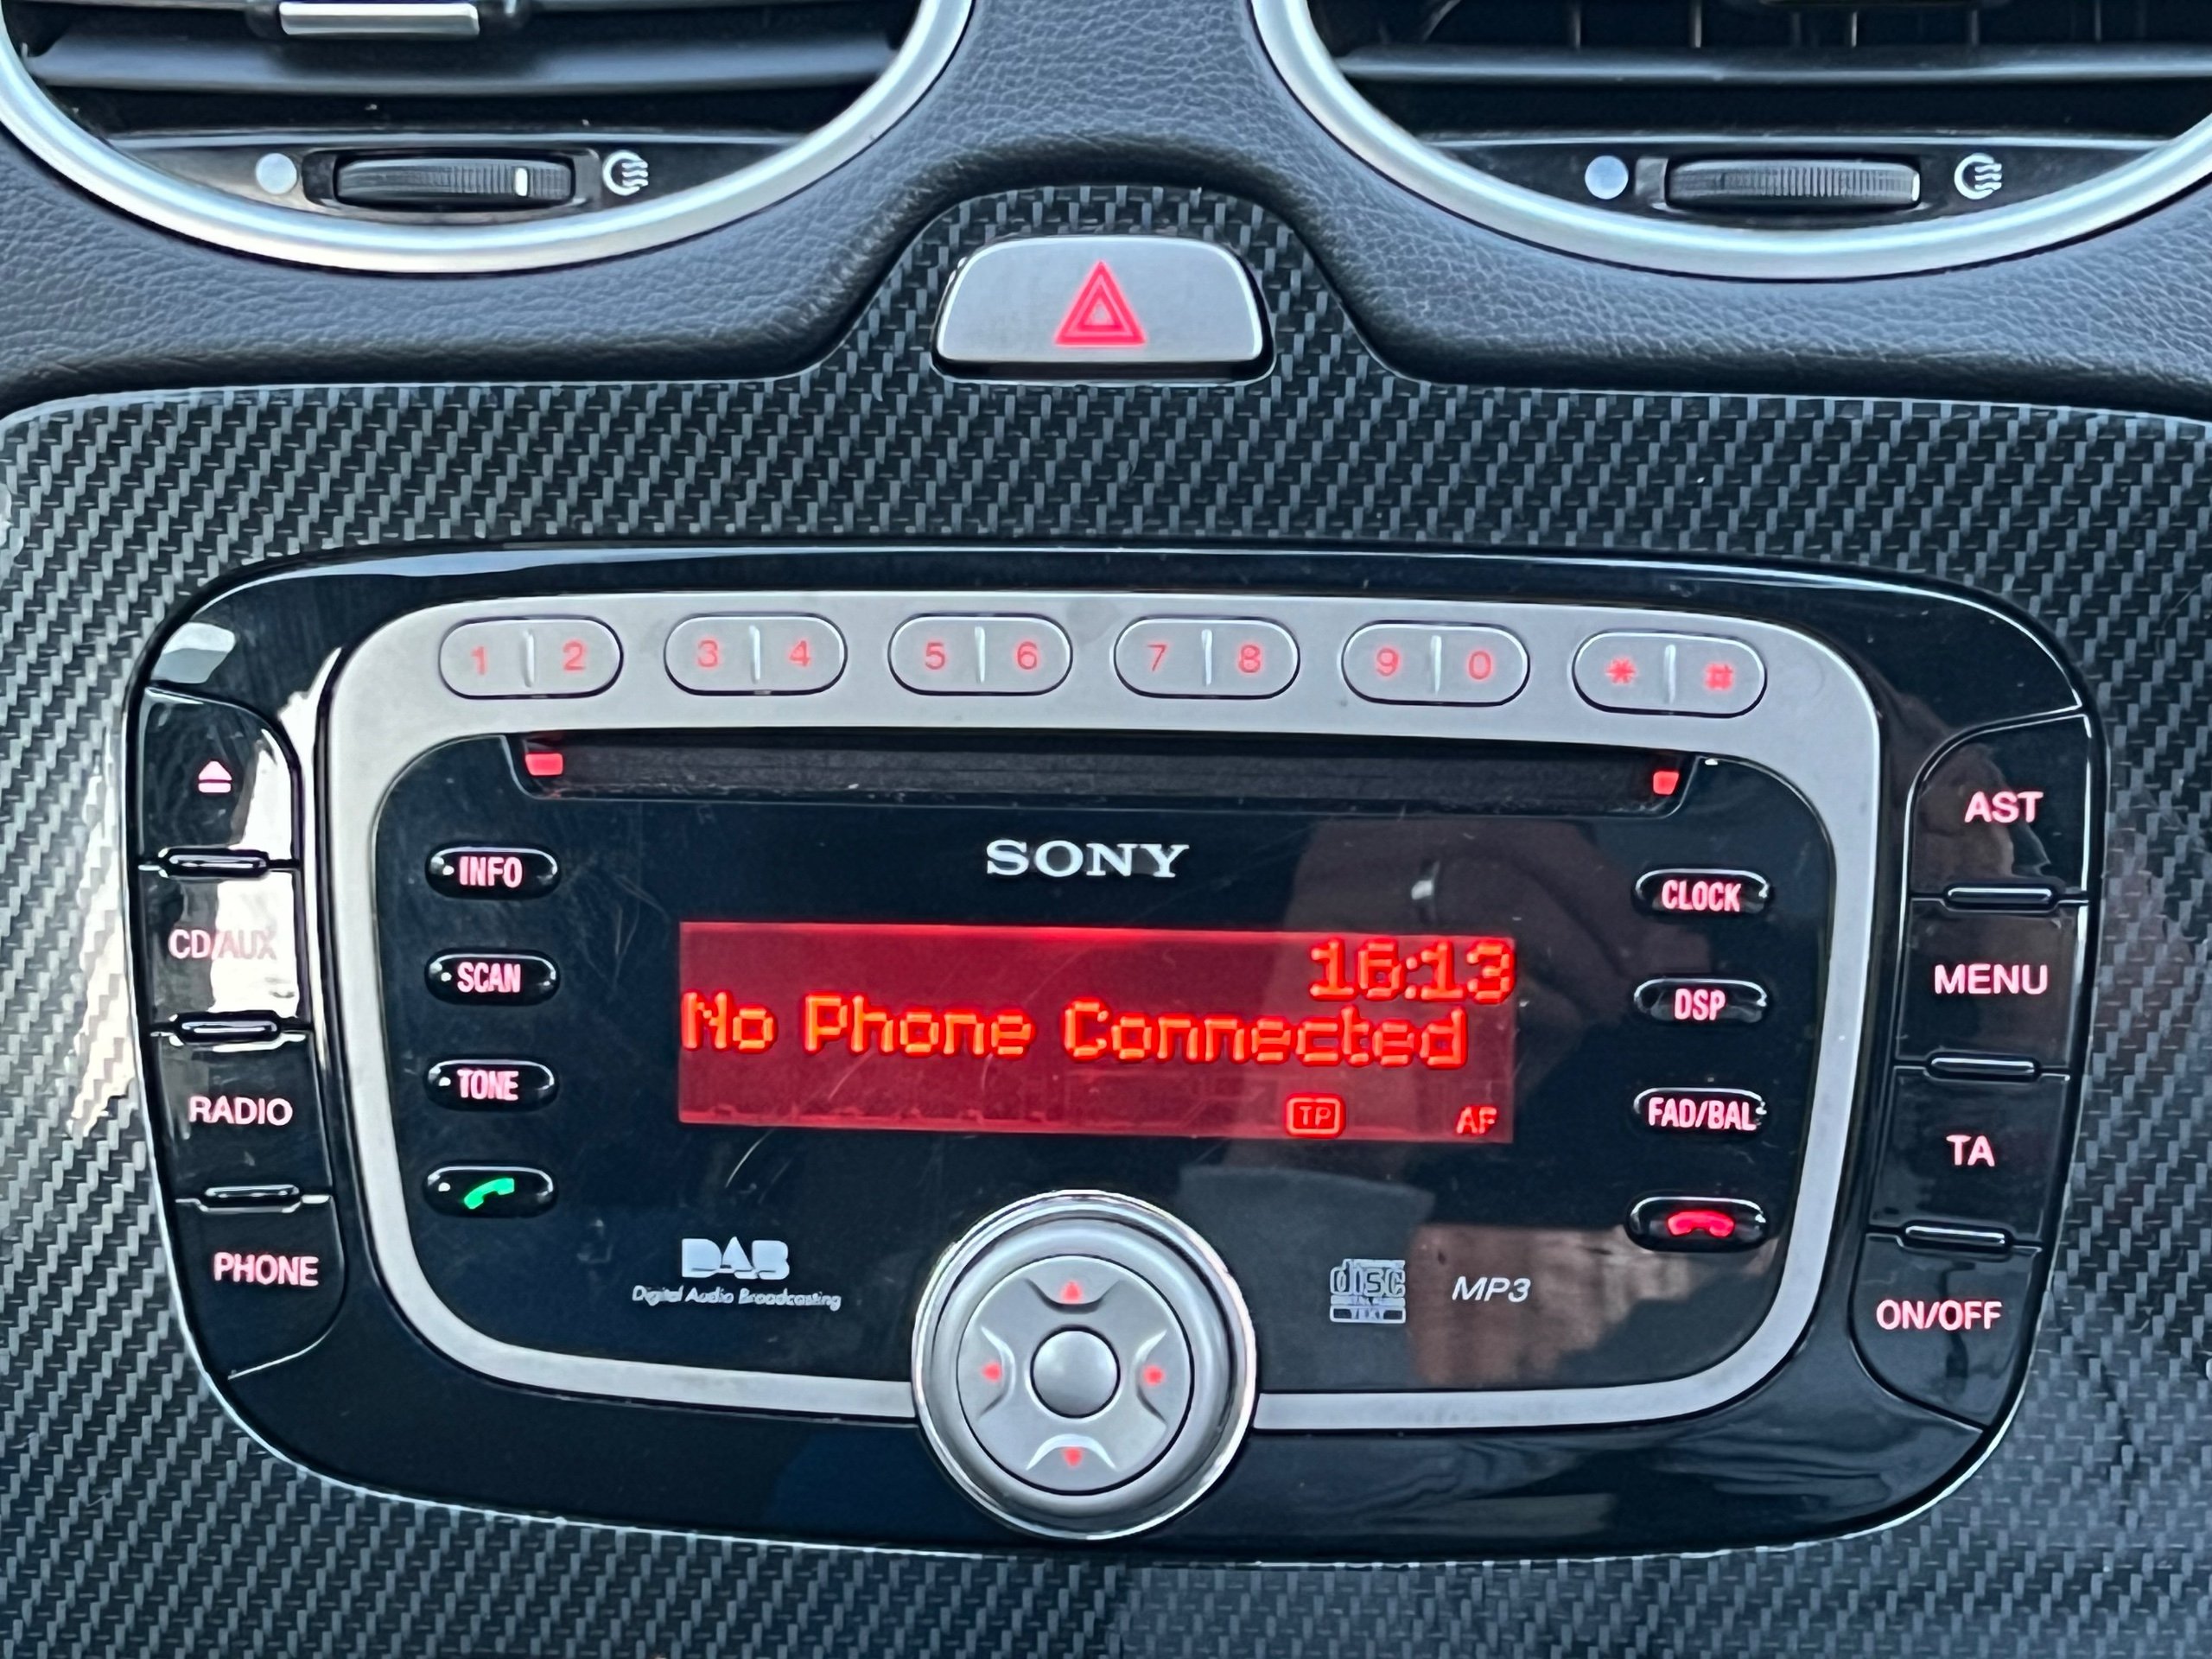 1 2 3 4 5 6 7 8 9 0 * #
SONY
INFO
SCAN
TONE
CD/AUX
RADIO
PHONE
16:13
No Phone Connected
TP AF
CLOCK
DSP
FAD/BAL
AST
MENU
TA
ON/OFF
DAB
Digital Audio Broadcasting
disc
TEXT
MP3